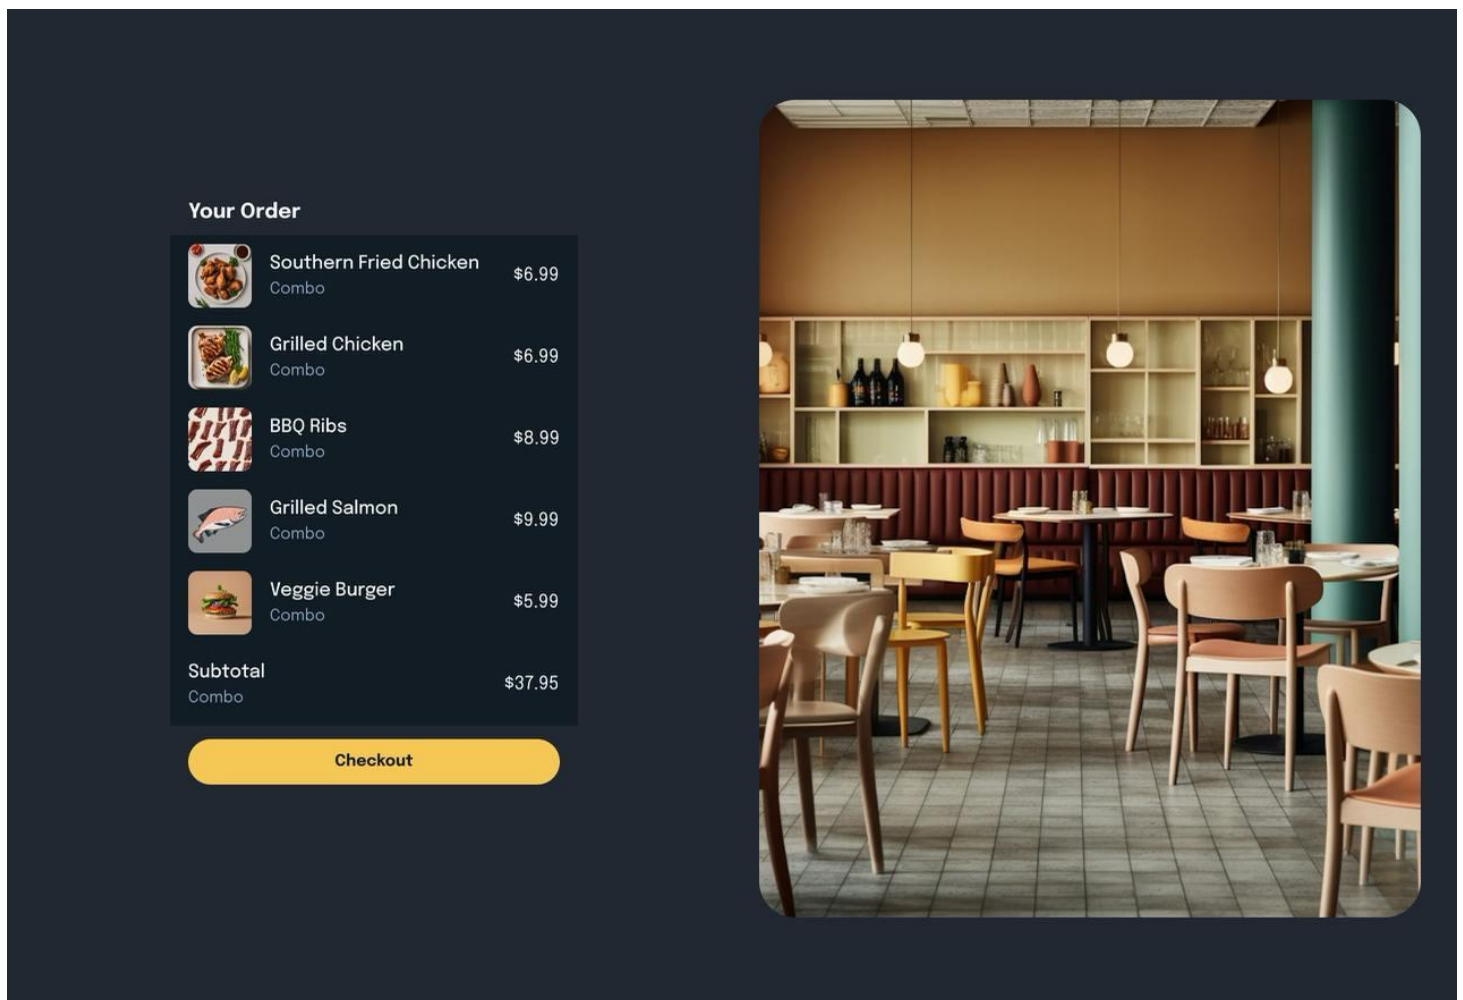 Your Order
Southern Fried Chicken
Combo
$6.99
Grilled Chicken
Combo
$6.99
BBQ Ribs
Combo
$8.99
Grilled Salmon
Combo
$9.99
Veggie Burger
Combo
$5.99
Subtotal
Combo
$37.95
Checkout